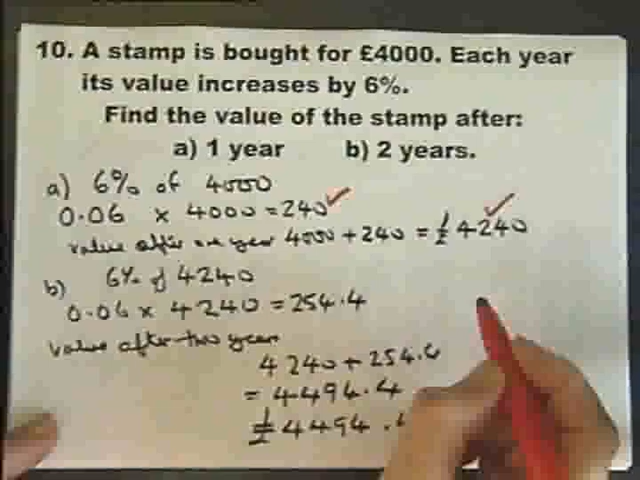 10. A stamp is bought for £4000. Each year
its value increases by 6%.
Find the value of the stamp after:
a) 1 year b) 2 years.
a) 6% of 4000
0.06 x 4000 = 240
value after one year 4000 + 240 = £4240
b) 6% of 4240
0.06 x 4240 = 254.4
Value after two years
4240 + 254.4
= 4494.4
£4494.